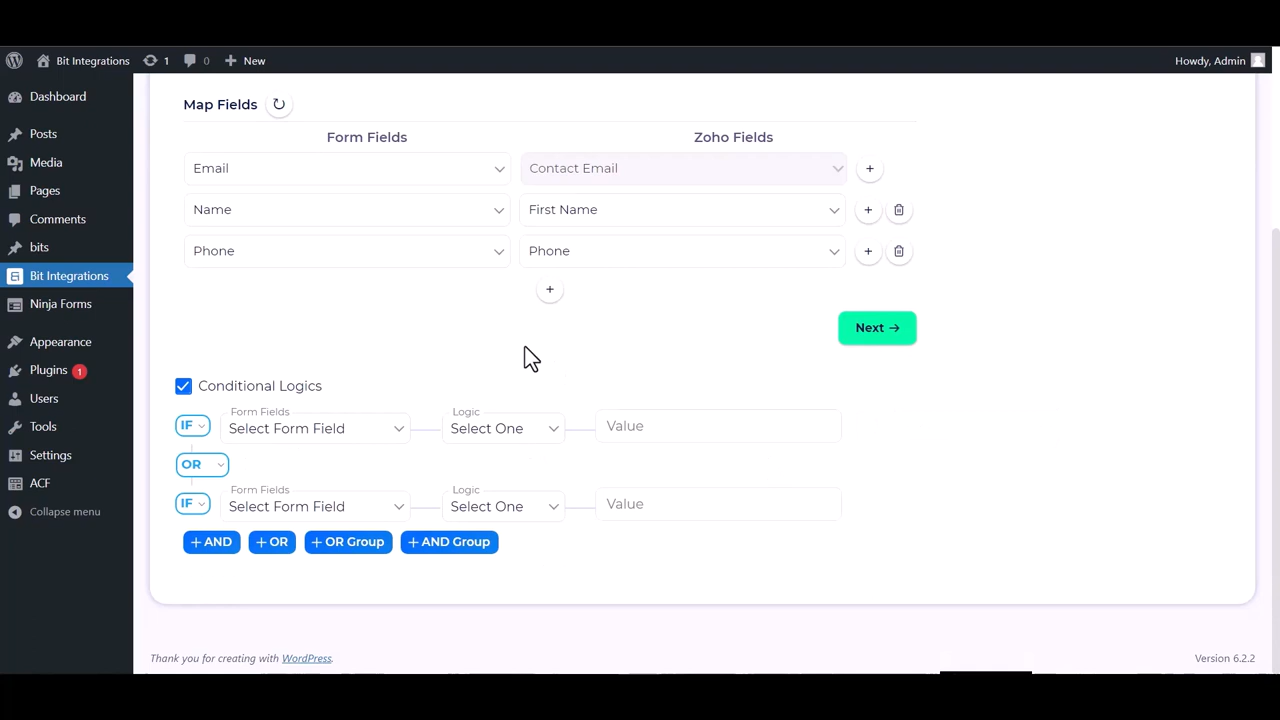 Bit Integrations 1 0 New Howdy, Admin
Dashboard
Posts
Media
Pages
Comments
bits
Bit Integrations
Ninja Forms
Appearance
Plugins 1
Users
Tools
Settings
ACF
Collapse menu
Map Fields
Form Fields Zoho Fields
Email Contact Email
Name First Name
Phone Phone
Next →
Conditional Logics
IF Form Fields Select Form Field Logic Select One Value
OR
IF Form Fields Select Form Field Logic Select One Value
+ AND + OR + OR Group + AND Group
Thank you for creating with WordPress. Version 6.2.2